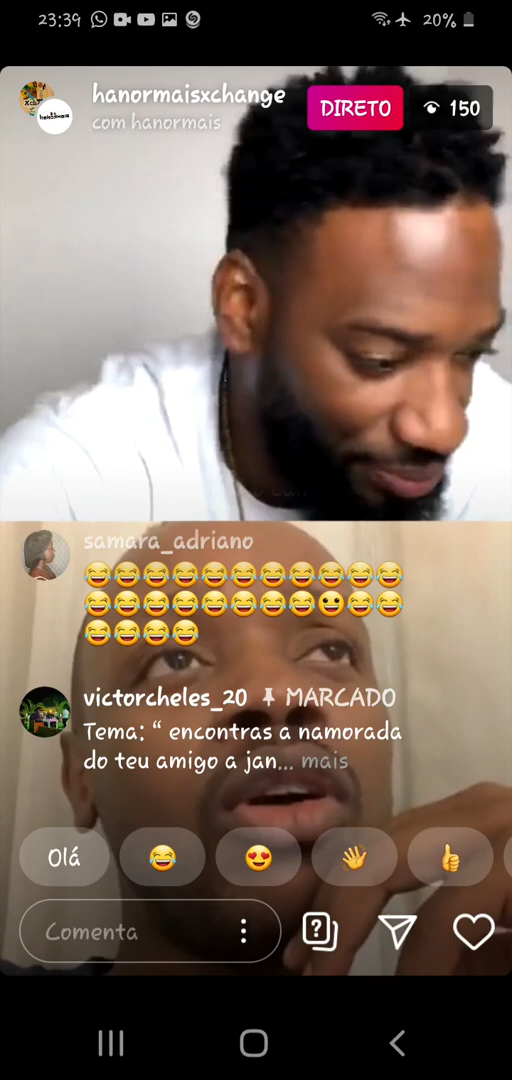 23:39
20%
hanormaisxchange
com hanormais
DIRETO
150
samara_adriano
😂😂😂😂😂😂😂😂😂😂😂
😂😂😂😂😂😂😂😂😀😂😂
😂😂😂😂
victorcheles_20 MARCADO
Tema: “ encontras a namorada
do teu amigo a jan... mais
Olá 😂 😍 👋 👍
Comenta